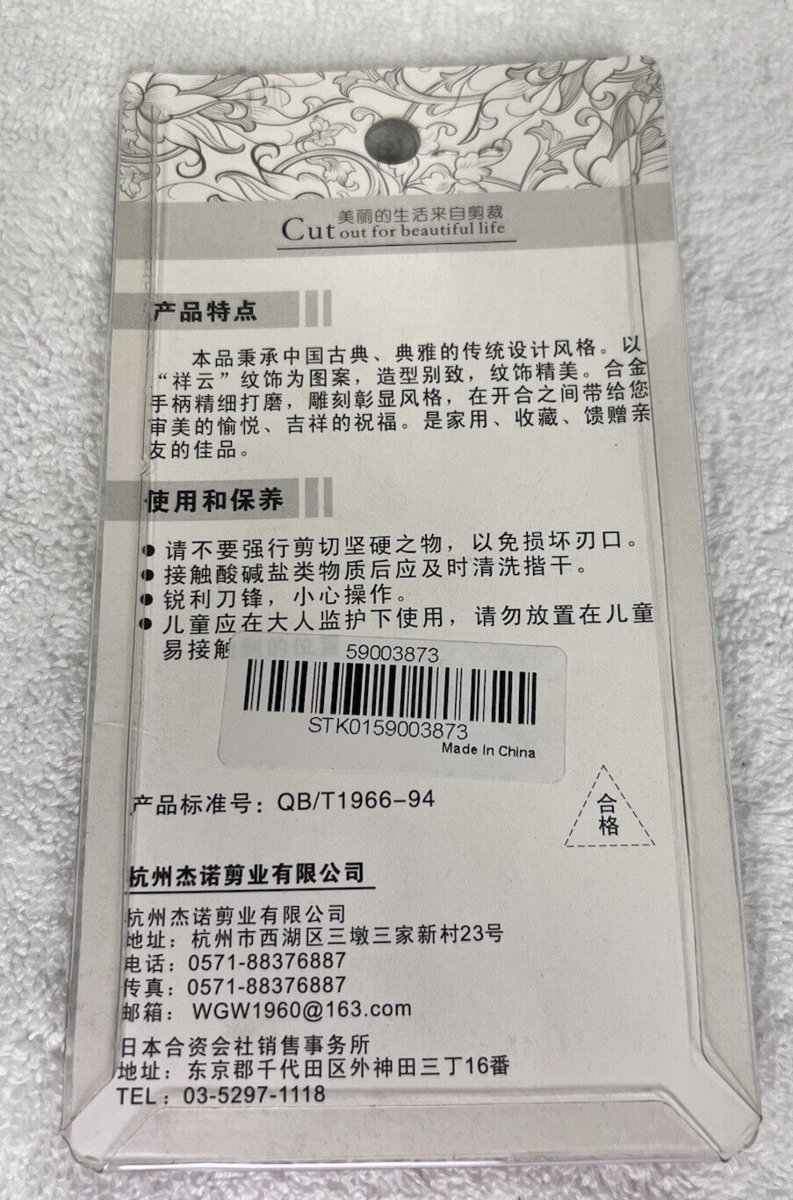 美丽的生活来自剪裁
Cut out for beautiful life
产品特点
本品秉承中国古典、典雅的传统设计风格。以
“祥云”纹饰为图案，造型别致，纹饰精美。合金
手柄精细打磨，雕刻彰显风格，在开合之间带给您
审美的愉悦、吉祥的祝福。是家用、收藏、馈赠亲
友的佳品。
使用和保养
● 请不要强行剪切坚硬之物，以免损坏刃口。
● 接触酸碱盐类物质后应及时清洗揩干。
● 锐利刀锋，小心操作。
● 儿童应在大人监护下使用，请勿放置在儿童
易接触到的位置
59003873
STK0159003873
Made In China
产品标准号：QB/T1966-94
合
格
杭州杰诺剪业有限公司
杭州杰诺剪业有限公司
地址：杭州市西湖区三墩三家新村23号
电话：0571-88376887
传真：0571-88376887
邮箱：WGW1960@163.com
日本合资会社销售事务所
地址：东京郡千代田区外神田三丁16番
TEL：03-5297-1118